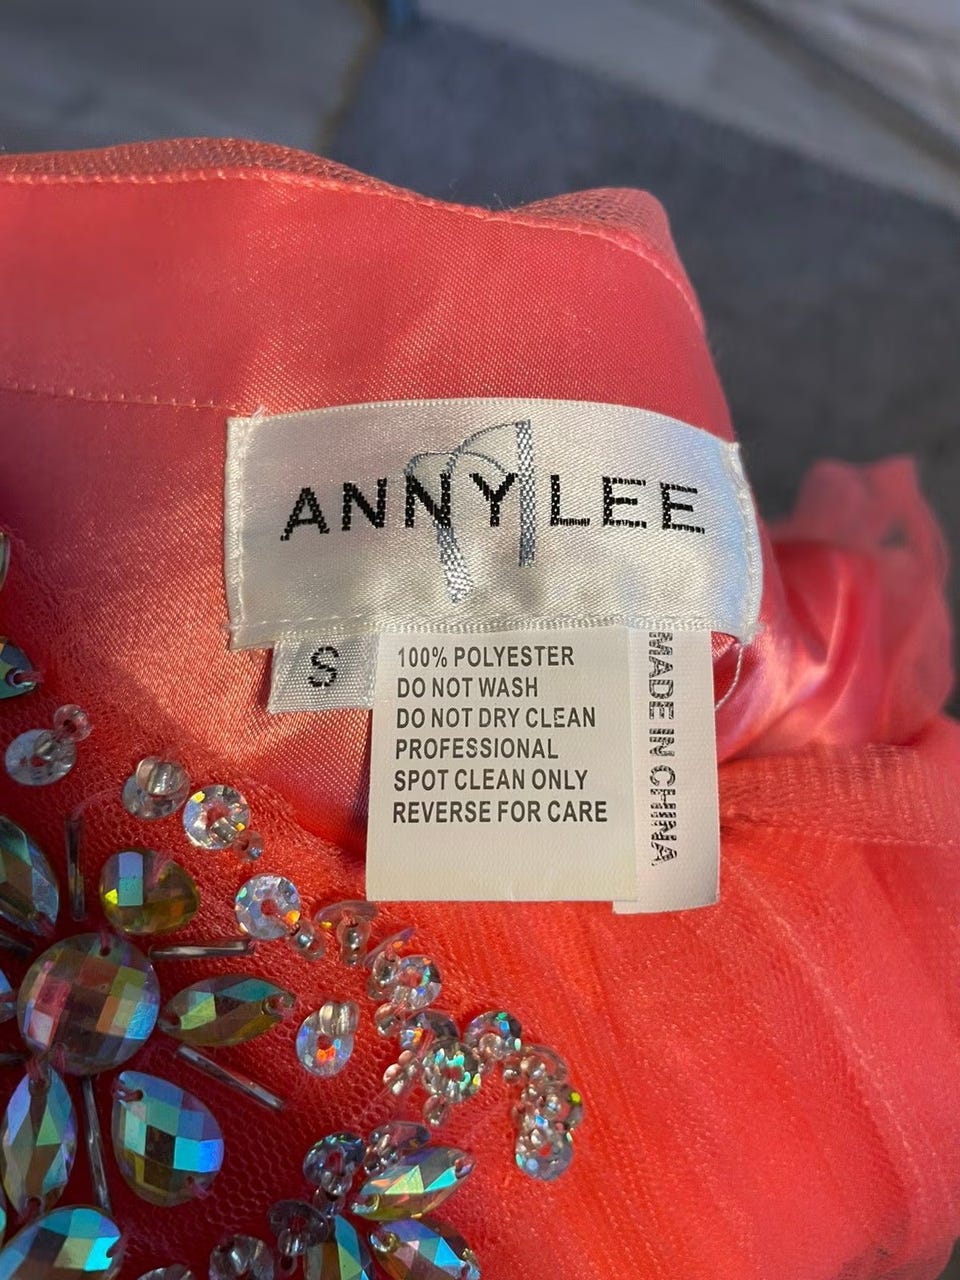 ANNY LEE
S
100% POLYESTER
DO NOT WASH
DO NOT DRY CLEAN
PROFESSIONAL
SPOT CLEAN ONLY
REVERSE FOR CARE
MADE IN CHINA